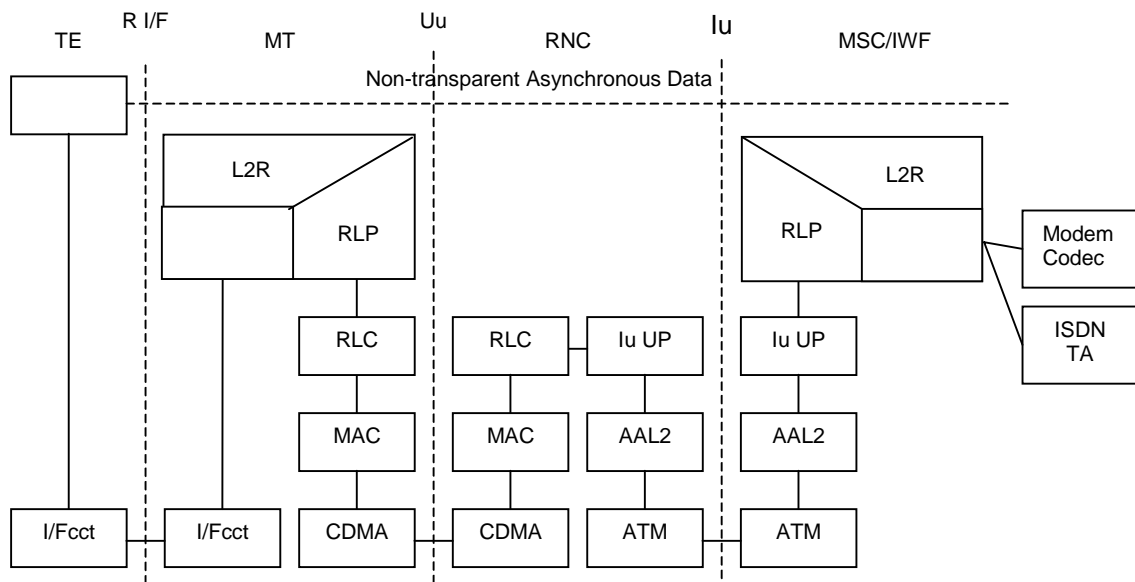 R I/F
Uu
Iu
TE
MT
RNC
MSC/IWF
Non-transparent Asynchronous Data
L2R
L2R
RLP
RLP
Modem
Codec
RLC
RLC
Iu UP
Iu UP
ISDN
TA
MAC
MAC
AAL2
AAL2
I/Fcct
I/Fcct
CDMA
CDMA
ATM
ATM